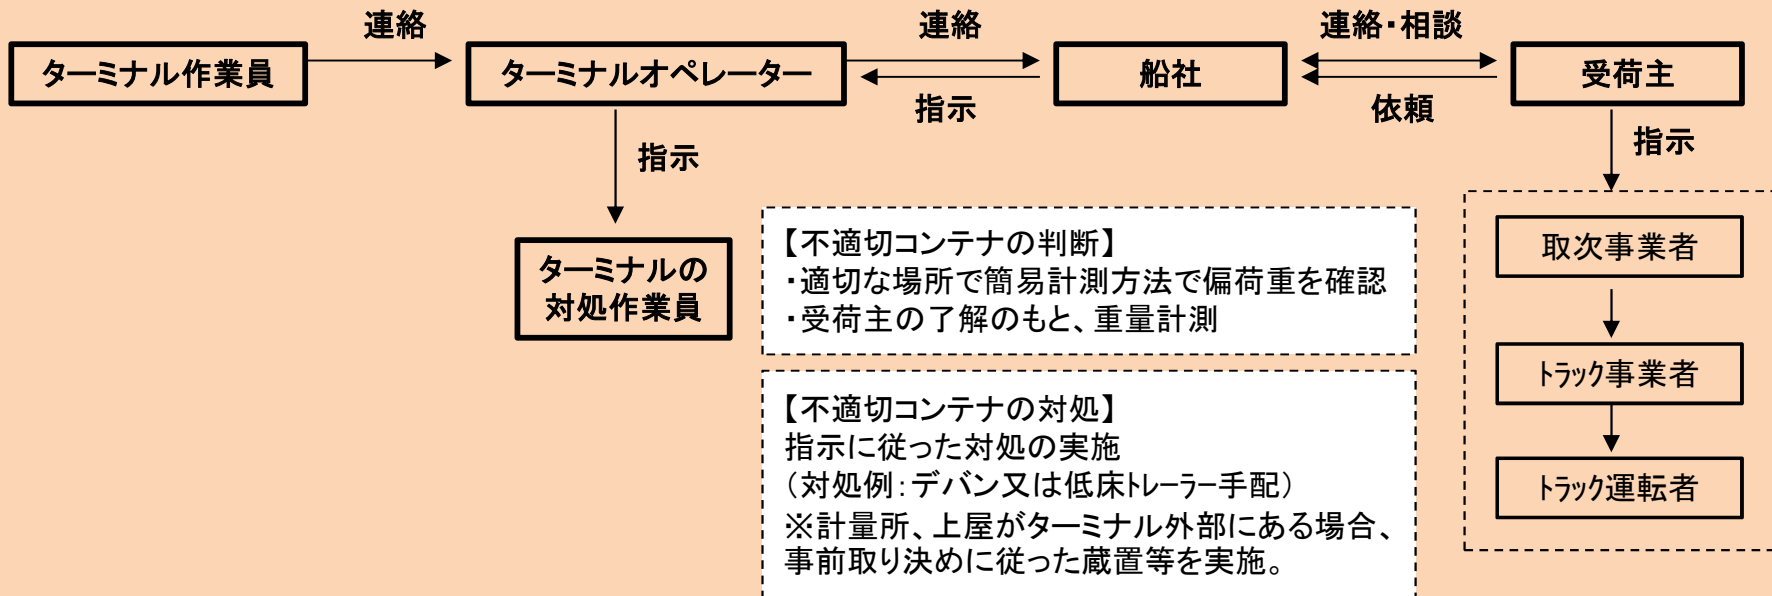 連絡
連絡
連絡・相談
ターミナル作業員
ターミナルオペレーター
船社
受荷主
指示
依頼
指示
指示
ターミナルの
対処作業員
【不適切コンテナの判断】
・適切な場所で簡易計測方法で偏荷重を確認
・受荷主の了解のもと、重量計測
【不適切コンテナの対処】
指示に従った対処の実施
（対処例：デバン又は低床ﾄﾚｰﾗｰ手配）
※計量所、上屋がターミナル外部にある場合、
事前取り決めに従った蔵置等を実施。
取次事業者
ﾄﾗｯｸ事業者
ﾄﾗｯｸ運転者